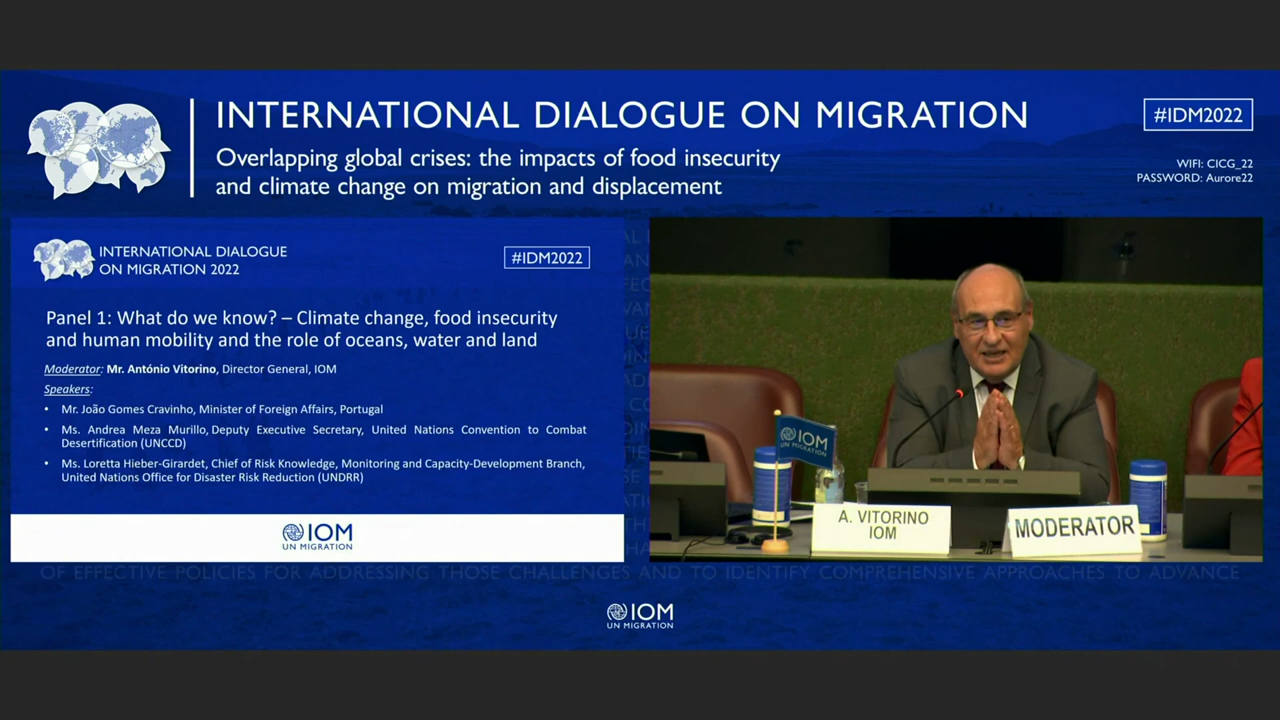 INTERNATIONAL DIALOGUE ON MIGRATION
Overlapping global crises: the impacts of food insecurity
and climate change on migration and displacement
#IDM2022
WIFI: CICG_22
PASSWORD: Aurore22
INTERNATIONAL DIALOGUE
ON MIGRATION 2022
#IDM2022
Panel 1: What do we know? – Climate change, food insecurity
and human mobility and the role of oceans, water and land
Moderator: Mr. António Vitorino, Director General, IOM
Speakers:
• Mr. João Gomes Cravinho, Minister of Foreign Affairs, Portugal
• Ms. Andrea Meza Murillo, Deputy Executive Secretary, United Nations Convention to Combat
Desertification (UNCCD)
• Ms. Loretta Hieber-Girardet, Chief of Risk Knowledge, Monitoring and Capacity-Development Branch,
United Nations Office for Disaster Risk Reduction (UNDRR)
IOM
UN MIGRATION
IOM
UN MIGRATION
A. VITORINO
IOM
MODERATOR
OF EFFECTIVE POLICIES FOR ADDRESSING THOSE CHALLENGES AND TO IDENTIFY COMPREHENSIVE APPROACHES TO ADVANCE
IOM
UN MIGRATION